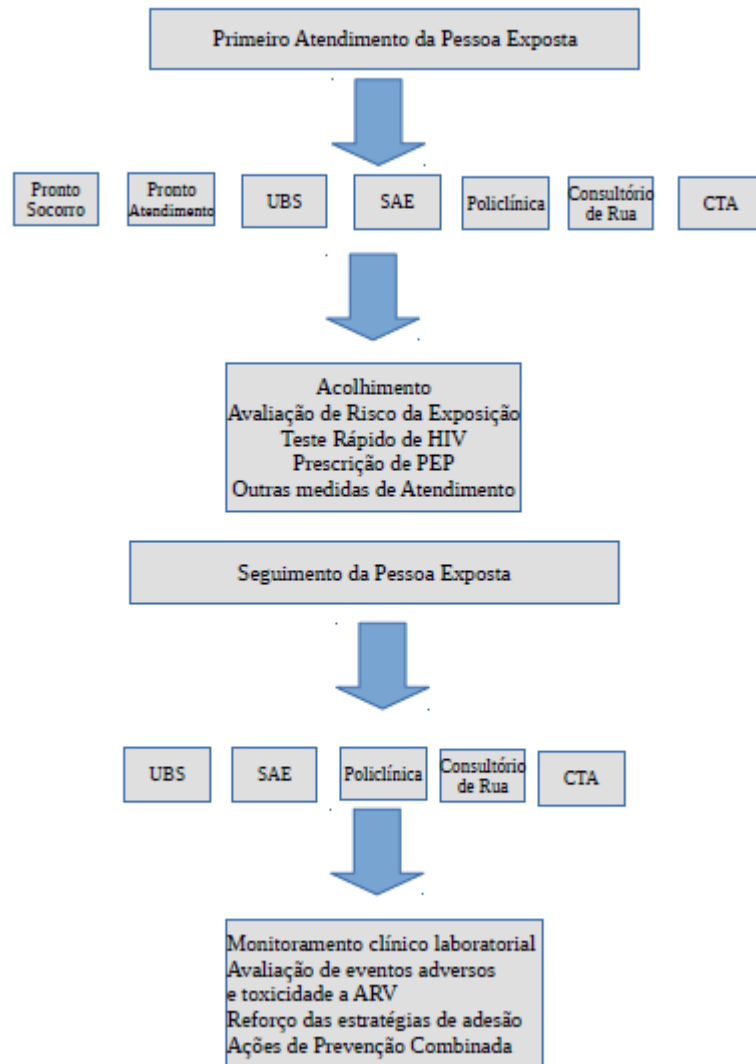 Primeiro Atendimento da Pessoa Exposta
Pronto
Socorro
Pronto
Atendimento
UBS
SAE
Policlínica
Consultório
de Rua
CTA
Acolhimento
Avaliação de Risco da Exposição
Teste Rápido de HIV
Prescrição de PEP
Outras medidas de Atendimento
Seguimento da Pessoa Exposta
UBS
SAE
Policlínica
Consultório
de Rua
CTA
Monitoramento clínico laboratorial
Avaliação de eventos adversos
e toxicidade a ARV
Reforço das estratégias de adesão
Ações de Prevenção Combinada